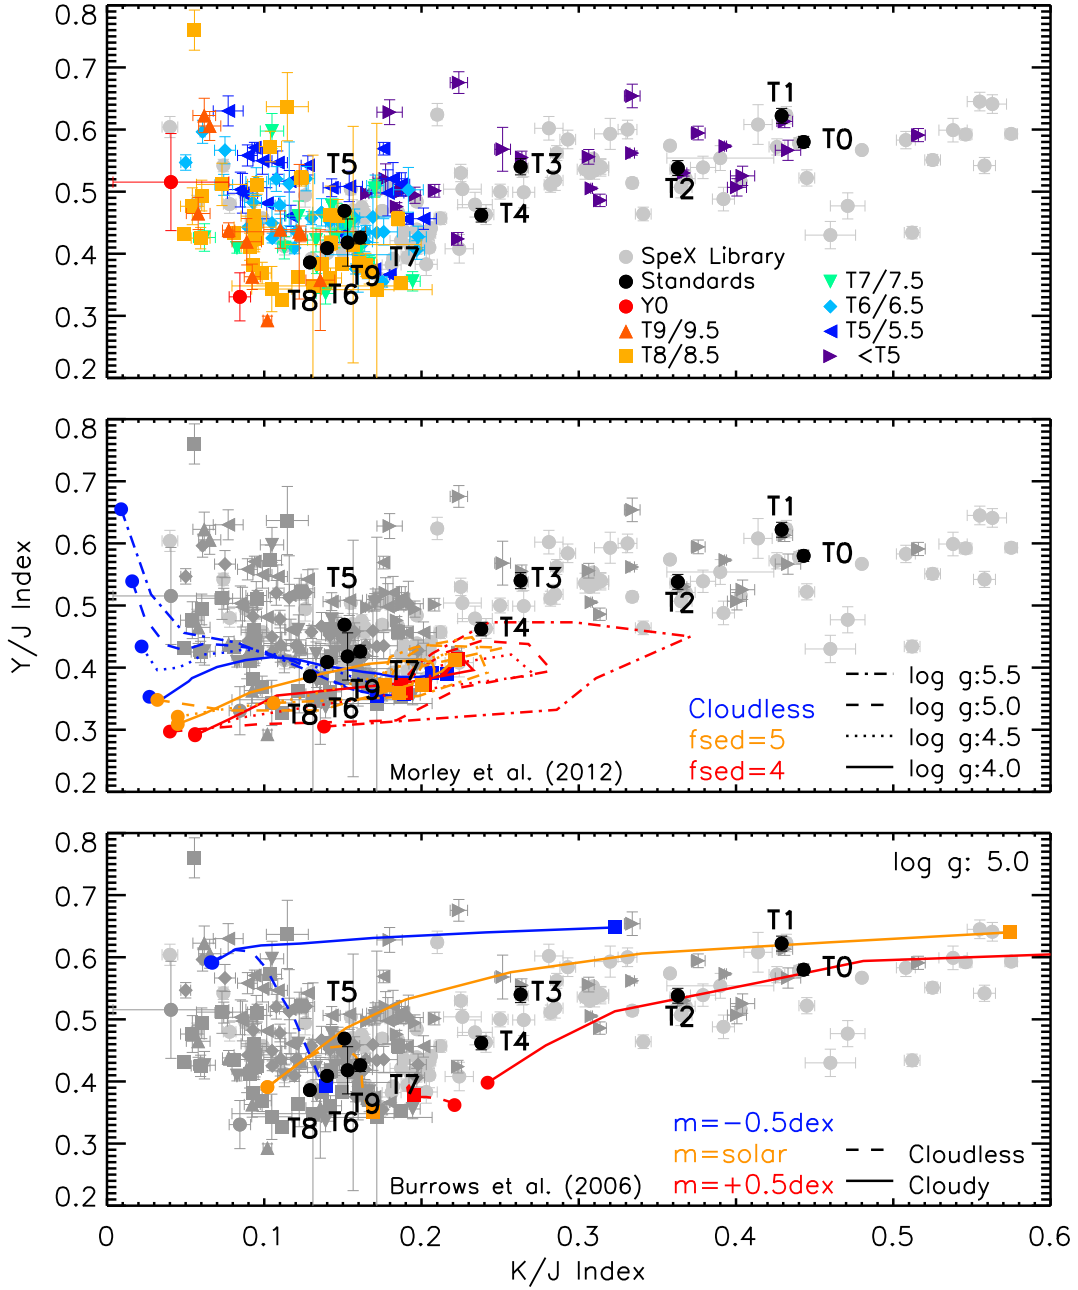 0.8
0.7
0.6
0.5
0.4
0.3
0.2
T1
T0
T5
T3
T2
T4
T7
T9
T8
T6
SpeX Library
Standards
Y0
T9/9.5
T8/8.5
T7/7.5
T6/6.5
T5/5.5
<T5
Y/J Index
0.8
0.7
0.6
0.5
0.4
0.3
0.2
T1
T0
T5
T3
T2
T4
T7
T9
T8
T6
Cloudless
fsed=5
fsed=4
log g:5.5
log g:5.0
log g:4.5
log g:4.0
Morley et al. (2012)
0.8
0.7
0.6
0.5
0.4
0.3
0.2
log g: 5.0
T1
T0
T5
T3
T2
T4
T7
T9
T8
T6
m=-0.5dex
m=solar
m=+0.5dex
Cloudless
Cloudy
Burrows et al. (2006)
0
0.1
0.2
0.3
0.4
0.5
0.6
K/J Index